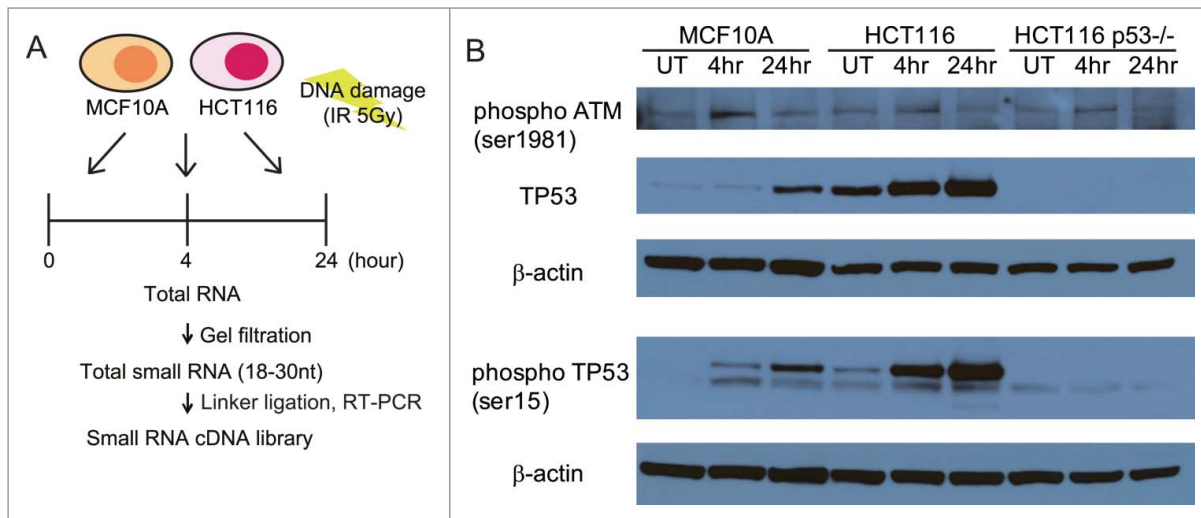 A
MCF10A HCT116
DNA damage
(IR 5Gy)
0 4 24 (hour)
Total RNA
Gel filtration
Total small RNA (18-30nt)
Linker ligation, RT-PCR
Small RNA cDNA library
B
MCF10A HCT116 HCT116 p53-/-
UT 4hr 24hr UT 4hr 24hr UT 4hr 24hr
phospho ATM
(ser1981)
TP53
β-actin
phospho TP53
(ser15)
β-actin